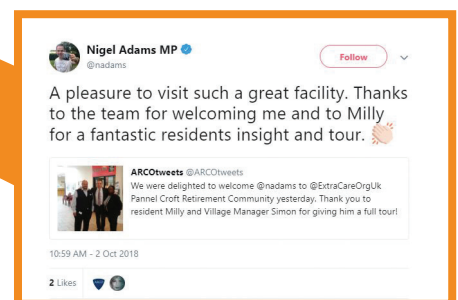 Nigel Adams MP
@nadams
Follow
A pleasure to visit such a great facility. Thanks
to the team for welcoming me and to Milly
for a fantastic residents insight and tour. 👏🏻
ARCOtweets @ARCOtweets
We were delighted to welcome @nadams to @ExtraCareOrgUk
Pannel Croft Retirement Community yesterday. Thank you to
resident Milly and Village Manager Simon for giving him a full tour!
10:59 AM - 2 Oct 2018
2 Likes